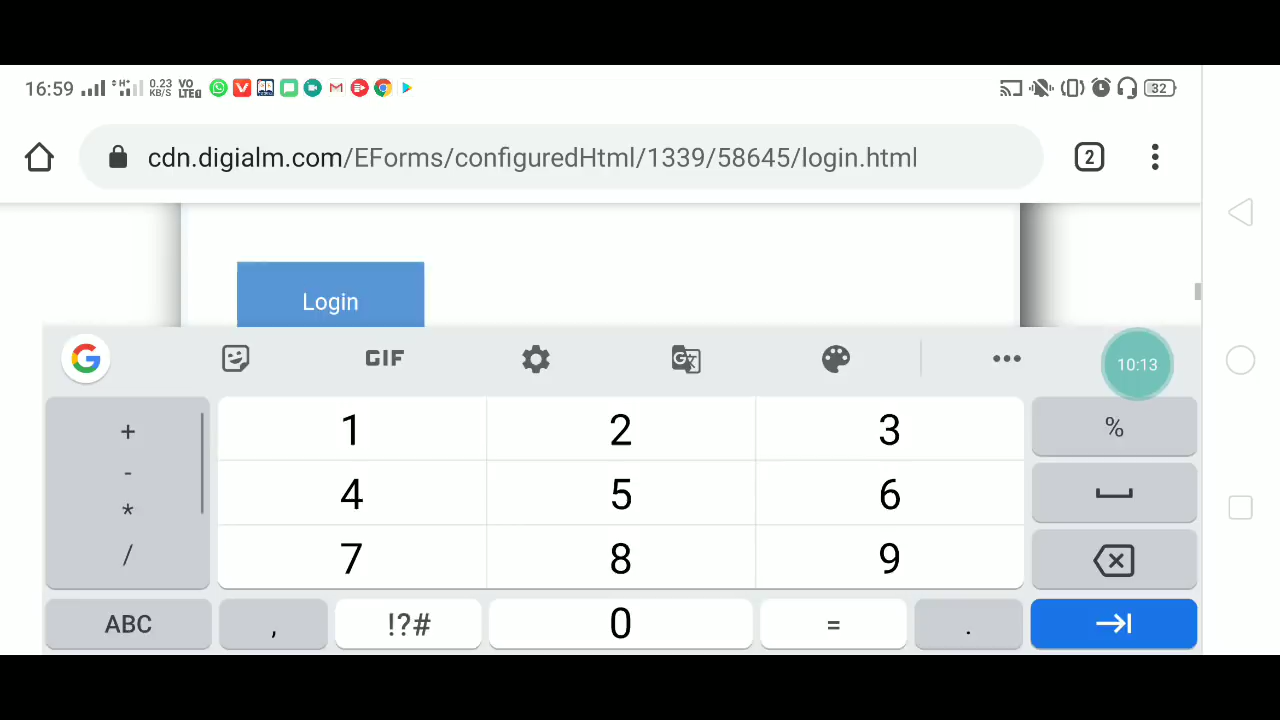 16:59 H+ 0.23 KB/S VO LTE 32
cdn.digialm.com/EForms/configuredHtml/1339/58645/login.html 2
Login
GIF 10:13
+ 1 2 3 %
- 4 5 6
*
/ 7 8 9
ABC , !?# 0 = .